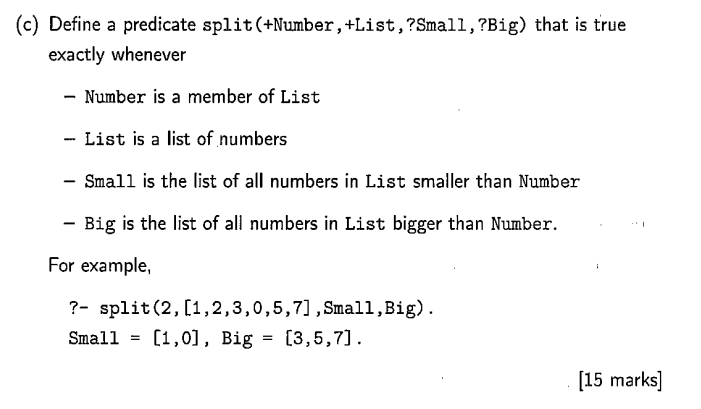 (c) Define a predicate split(+Number,+List,?Small,?Big) that is true
exactly whenever
– Number is a member of List
– List is a list of numbers
– Small is the list of all numbers in List smaller than Number
– Big is the list of all numbers in List bigger than Number.
For example,
?- split(2,[1,2,3,0,5,7],Small,Big).
Small = [1,0], Big = [3,5,7].
[15 marks]